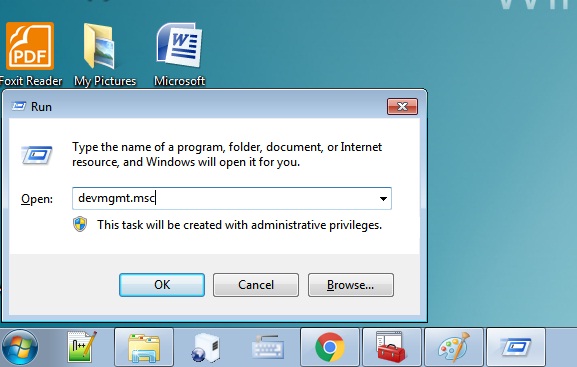 PDF
Foxit Reader
My Pictures
Microsoft
Run
Type the name of a program, folder, document, or Internet
resource, and Windows will open it for you.
Open:
devmgmt.msc
This task will be created with administrative privileges.
OK
Cancel
Browse...
N++